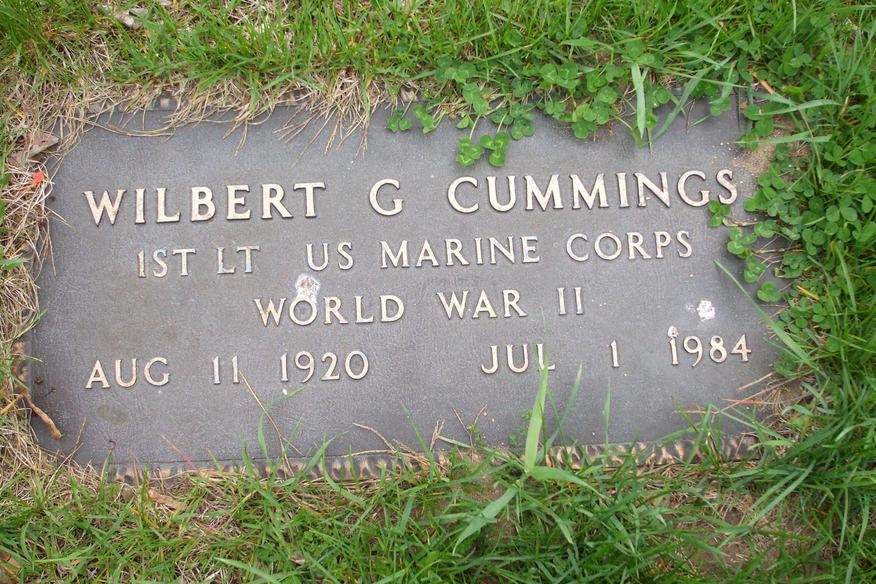 WILBERT G CUMMINGS
1ST LT US MARINE CORPS
WORLD WAR II
AUG 11 1920 JUL 1 1984